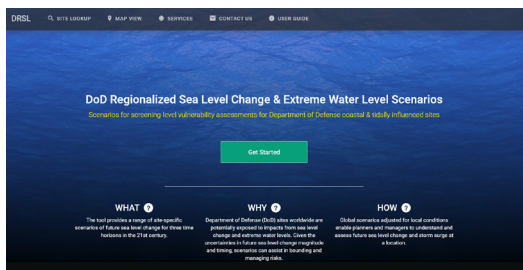 DRSL SITE LOOKUP MAP VIEW SERVICES CONTACT US USER GUIDE
DoD Regionalized Sea Level Change & Extreme Water Level Scenarios
Scenarios for screening-level vulnerability assessments for Department of Defense coastal & tidally influenced sites
Get Started
WHAT ?
The tool provides a range of site-specific
scenarios of future sea level change for three time
horizons in the 21st century.
WHY ?
Department of Defense (DoD) sites worldwide are
potentially exposed to impacts from sea level
change and extreme water levels. Given the
uncertainties in future sea level change magnitude
and timing, scenarios can assist in bounding and
managing risks.
HOW ?
Global scenarios adjusted for local conditions
enable planners and managers to understand and
assess future sea level change and storm surge at
a location.